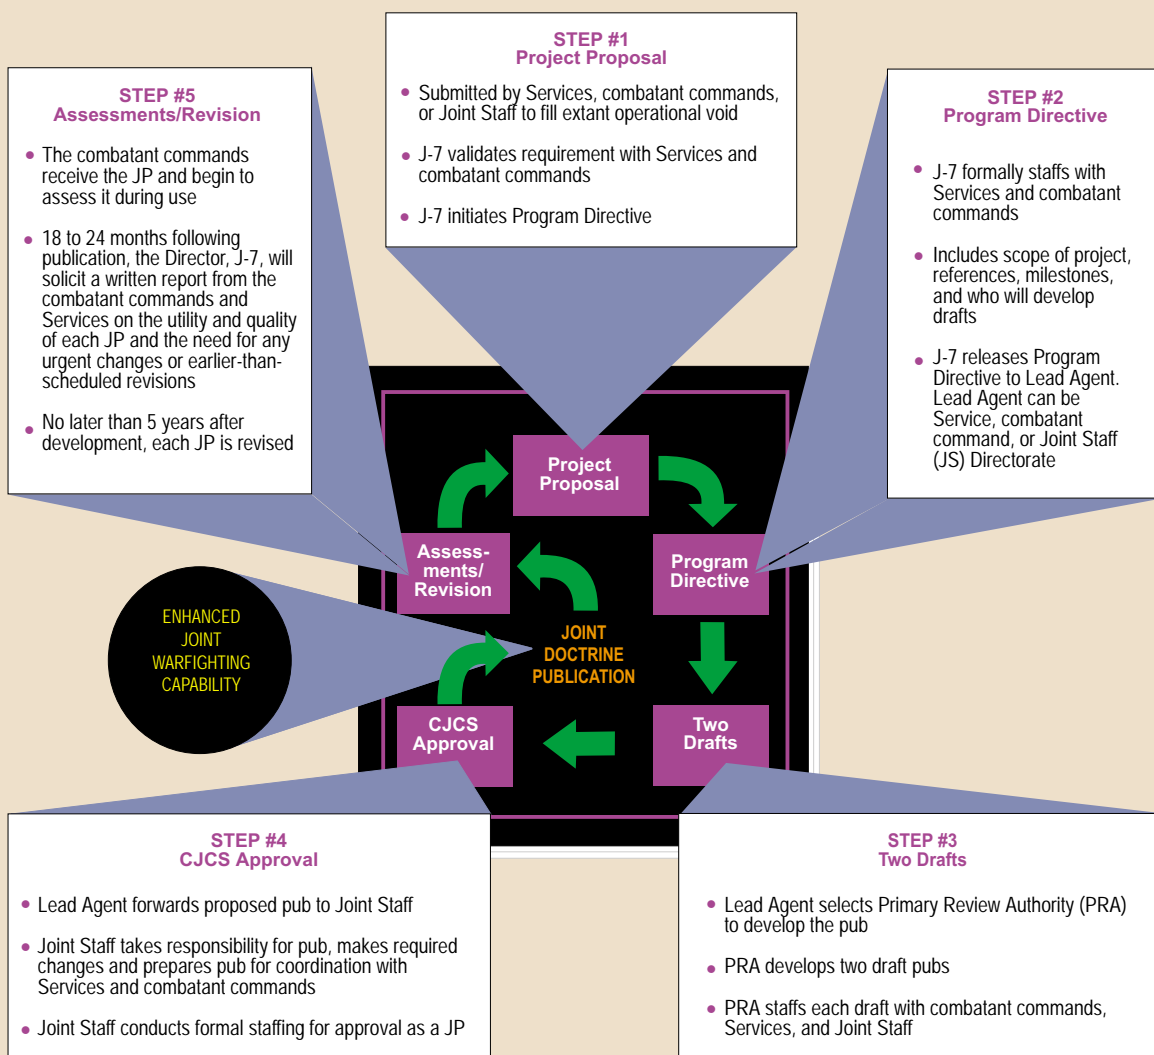 STEP #1
Project Proposal
• Submitted by Services, combatant commands,
or Joint Staff to fill extant operational void
• J-7 validates requirement with Services and
combatant commands
• J-7 initiates Program Directive
STEP #5
Assessments/Revision
• The combatant commands
receive the JP and begin to
assess it during use
• 18 to 24 months following
publication, the Director, J-7, will
solicit a written report from the
combatant commands and
Services on the utility and quality
of each JP and the need for any
urgent changes or earlier-than-
scheduled revisions
• No later than 5 years after
development, each JP is revised
STEP #2
Program Directive
• J-7 formally staffs with
Services and combatant
commands
• Includes scope of project,
references, milestones,
and who will develop
drafts
• J-7 releases Program
Directive to Lead Agent.
Lead Agent can be
Service, combatant
command, or Joint Staff
(JS) Directorate
Project
Proposal
Assess-
ments/
Revision
Program
Directive
ENHANCED
JOINT
WARFIGHTING
CAPABILITY
JOINT
DOCTRINE
PUBLICATION
CJCS
Approval
Two
Drafts
STEP #4
CJCS Approval
• Lead Agent forwards proposed pub to Joint Staff
• Joint Staff takes responsibility for pub, makes required
changes and prepares pub for coordination with
Services and combatant commands
• Joint Staff conducts formal staffing for approval as a JP
STEP #3
Two Drafts
• Lead Agent selects Primary Review Authority (PRA)
to develop the pub
• PRA develops two draft pubs
• PRA staffs each draft with combatant commands,
Services, and Joint Staff